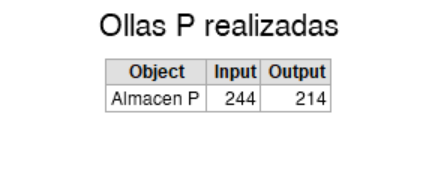 Ollas P realizadas
Object Input Output
Almacen P 244 214